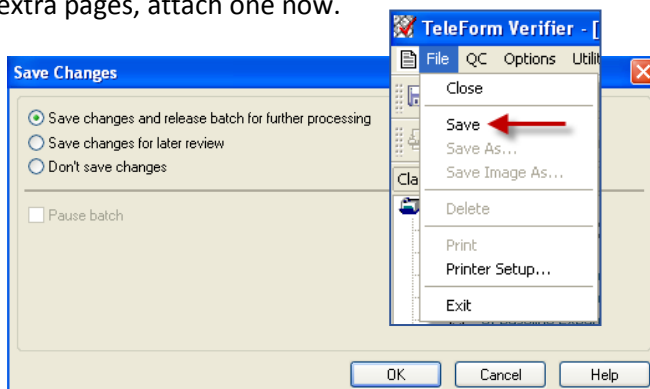 extra pages, attach one now.
TeleForm Verifier - [
File QC Options Utilit
Close
Save
Save As...
Save Image As...
Delete
Print
Printer Setup...
Exit
Cla
Save Changes
Save changes and release batch for further processing
Save changes for later review
Don't save changes
Pause batch
OK Cancel Help